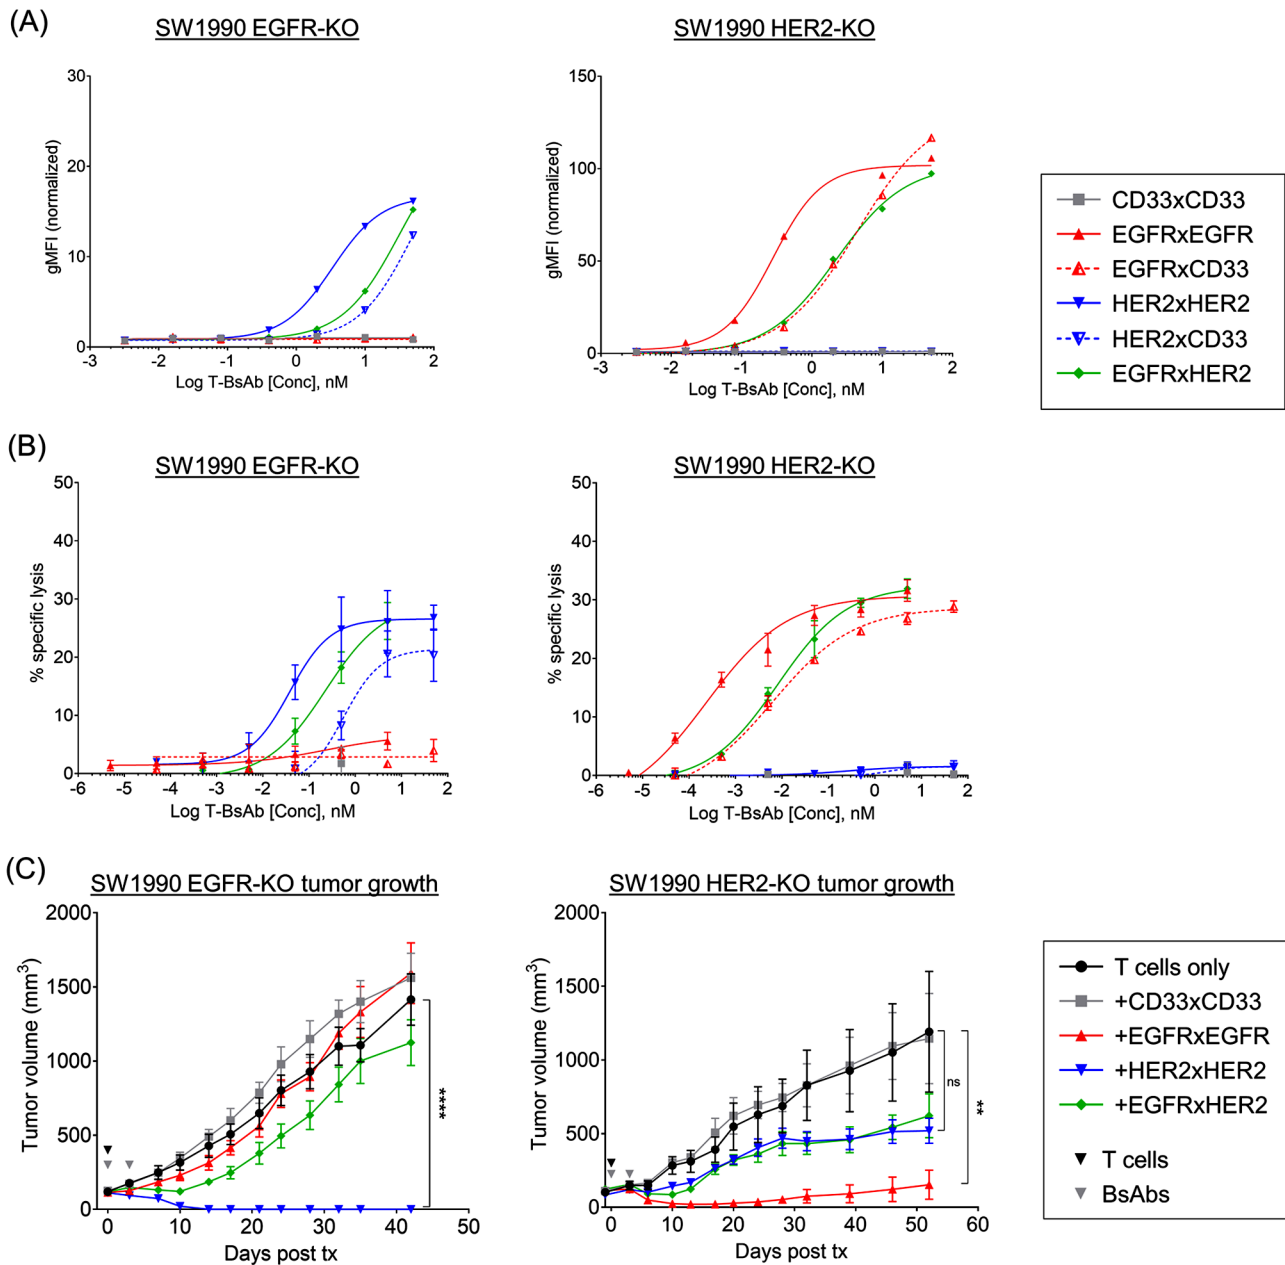 (A)
SW1990 EGFR-KO
SW1990 HER2-KO
30
20
10
0
gMFI (normalized)
-3 -2 -1 0 1 2
Log T-BsAb [Conc], nM
150
100
50
0
gMFI (normalized)
-3 -2 -1 0 1 2
Log T-BsAb [Conc], nM
CD33xCD33
EGFRxEGFR
EGFRxCD33
HER2xHER2
HER2xCD33
EGFRxHER2
(B)
SW1990 EGFR-KO
SW1990 HER2-KO
50
40
30
20
10
0
% specific lysis
-6 -5 -4 -3 -2 -1 0 1 2
Log T-BsAb [Conc], nM
50
40
30
20
10
0
% specific lysis
-6 -5 -4 -3 -2 -1 0 1 2
Log T-BsAb [Conc], nM
(C)
SW1990 EGFR-KO tumor growth
SW1990 HER2-KO tumor growth
2000
1500
1000
500
0
Tumor volume (mm³)
0 10 20 30 40 50
Days post tx
****
2000
1500
1000
500
0
Tumor volume (mm³)
0 10 20 30 40 50 60
Days post tx
ns
**
T cells only
+CD33xCD33
+EGFRxEGFR
+HER2xHER2
+EGFRxHER2
T cells
BsAbs